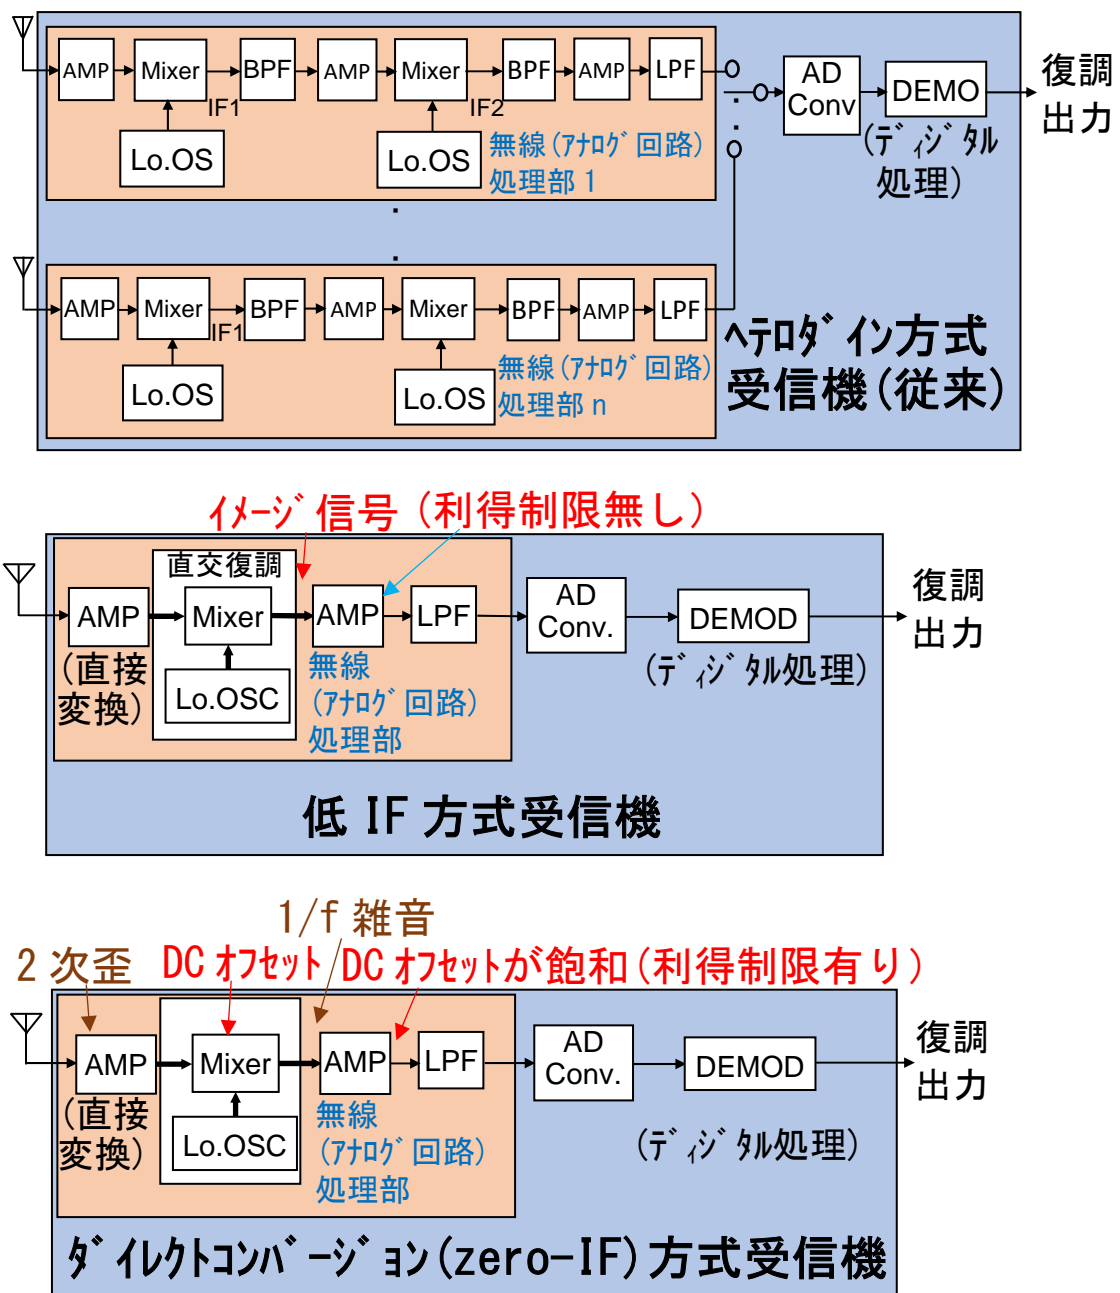 AMP
Mixer
BPF
AMP
Mixer
BPF
AMP
LPF
AD
Conv
DEMO
復調
出力
IF1
IF2
Lo.OS
Lo.OS
無線(ｱﾅﾛｸﾞ回路)
処理部1
(ﾃﾞｨｼﾞﾀﾙ
処理)
AMP
Mixer
BPF
AMP
Mixer
BPF
AMP
LPF
IF1
Lo.OS
Lo.OS
無線(ｱﾅﾛｸﾞ回路)
処理部n
ﾍﾃﾛﾀﾞｲﾝ方式
受信機(従来)
ｲﾒｰｼﾞ信号(利得制限無し)
直交復調
AMP
Mixer
AMP
LPF
AD
Conv.
DEMOD
復調
出力
(直接
変換)
Lo.OSC
無線
(ｱﾅﾛｸﾞ回路)
処理部
(ﾃﾞｨｼﾞﾀﾙ処理)
低IF方式受信機
1/f雑音
2次歪
DCｵﾌｾｯﾄ
DCｵﾌｾｯﾄが飽和(利得制限有り)
AMP
Mixer
AMP
LPF
AD
Conv.
DEMOD
復調
出力
(直接
変換)
Lo.OSC
無線
(ｱﾅﾛｸﾞ回路)
処理部
(ﾃﾞｨｼﾞﾀﾙ処理)
ﾀﾞｲﾚｸﾄｺﾝﾊﾞｰｼﾞｮﾝ(zero-IF)方式受信機